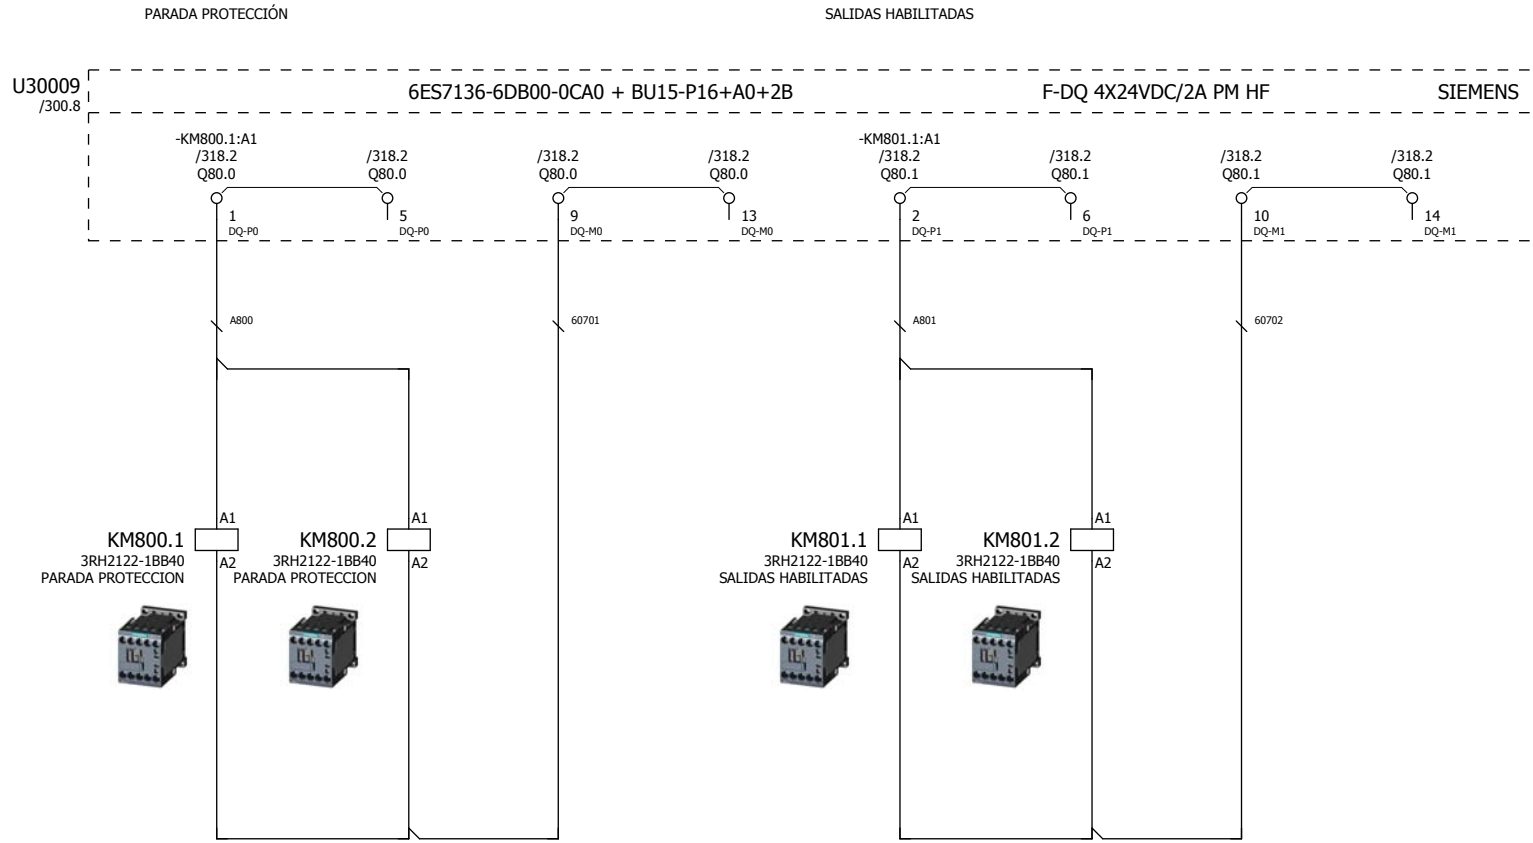 PARADA PROTECCIÓN
SALIDAS HABILITADAS
U30009
/300.8
6ES7136-6DB00-0CA0 + BU15-P16+A0+2B
F-DQ 4X24VDC/2A PM HF
SIEMENS
-KM800.1:A1
/318.2
Q80.0
1
DQ-P0
/318.2
Q80.0
5
DQ-P0
/318.2
Q80.0
9
DQ-M0
/318.2
Q80.0
13
DQ-M0
-KM801.1:A1
/318.2
Q80.1
2
DQ-P1
/318.2
Q80.1
6
DQ-P1
/318.2
Q80.1
10
DQ-M1
/318.2
Q80.1
14
DQ-M1
A800
60701
A801
60702
KM800.1
3RH2122-1BB40
PARADA PROTECCION
A1
A2
KM800.2
3RH2122-1BB40
PARADA PROTECCION
A1
A2
KM801.1
3RH2122-1BB40
SALIDAS HABILITADAS
A1
A2
KM801.2
3RH2122-1BB40
SALIDAS HABILITADAS
A1
A2